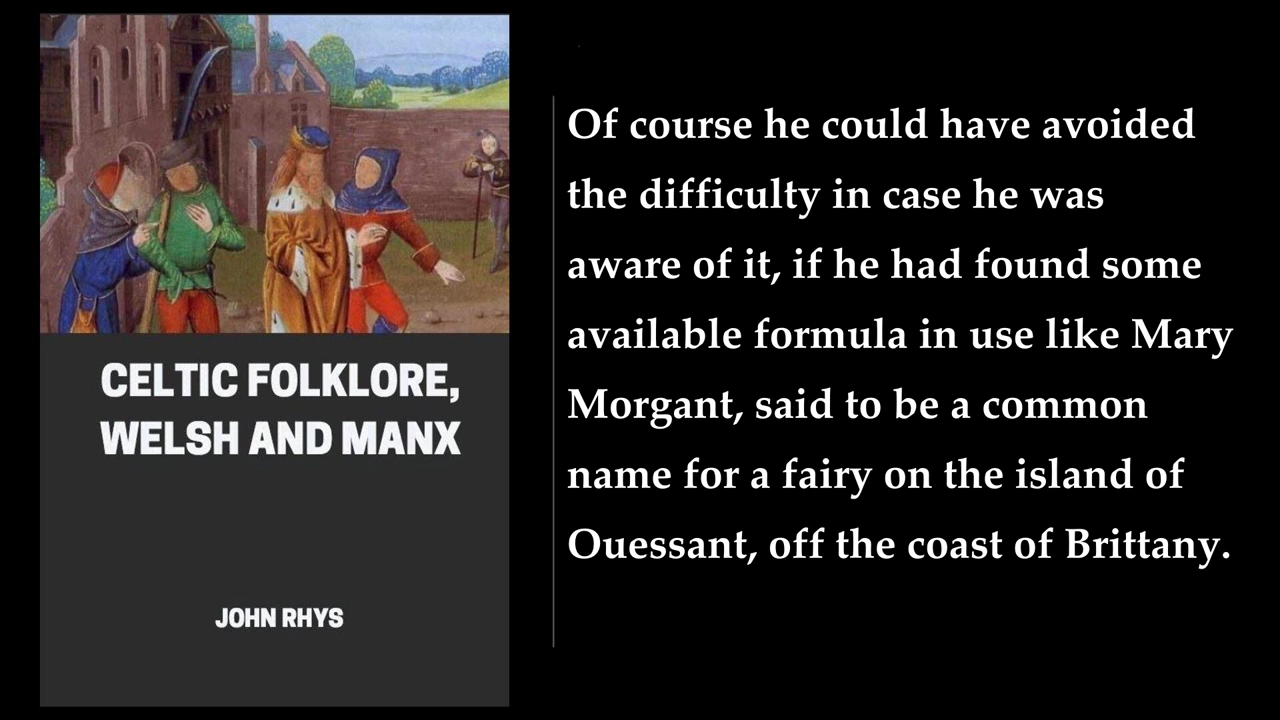 CELTIC FOLKLORE,
WELSH AND MANX
JOHN RHYS
Of course he could have avoided
the difficulty in case he was
aware of it, if he had found some
available formula in use like Mary
Morgant, said to be a common
name for a fairy on the island of
Ouessant, off the coast of Brittany.